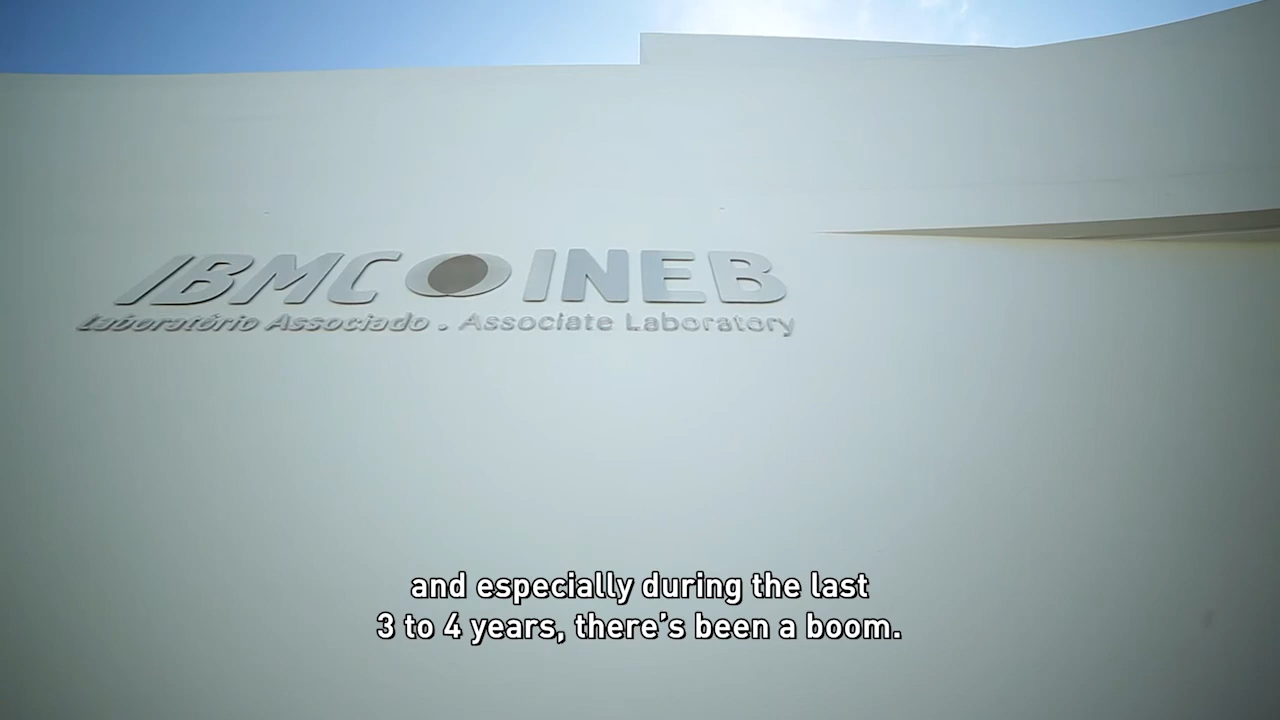 IBMC INEB
Laboratório Associado . Associate Laboratory
and especially during the last
3 to 4 years, there's been a boom.